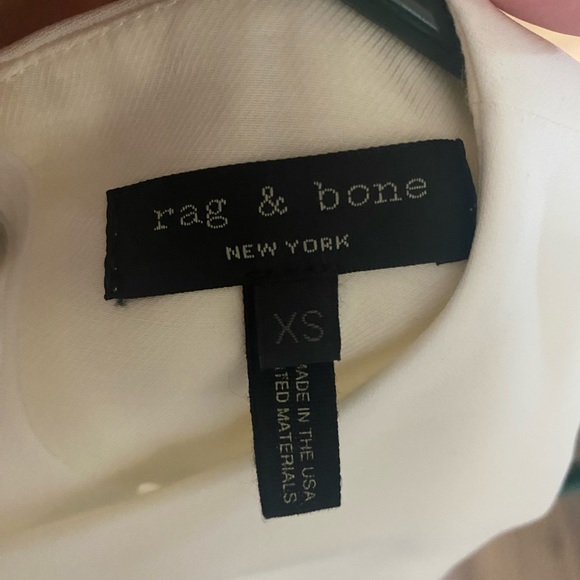 rag & bone
NEW YORK
XS
MADE IN THE USA
MATERIALS